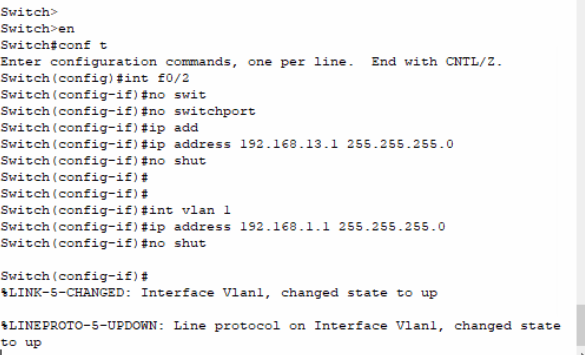 Switch>
Switch>en
Switch#conf t
Enter configuration commands, one per line.  End with CNTL/Z.
Switch(config)#int f0/2
Switch(config-if)#no swit
Switch(config-if)#no switchport
Switch(config-if)#ip add
Switch(config-if)#ip address 192.168.13.1 255.255.255.0
Switch(config-if)#no shut
Switch(config-if)#
Switch(config-if)#
Switch(config-if)#int vlan 1
Switch(config-if)#ip address 192.168.1.1 255.255.255.0
Switch(config-if)#no shut
Switch(config-if)#
%LINK-5-CHANGED: Interface Vlan1, changed state to up
%LINEPROTO-5-UPDOWN: Line protocol on Interface Vlan1, changed state
to up